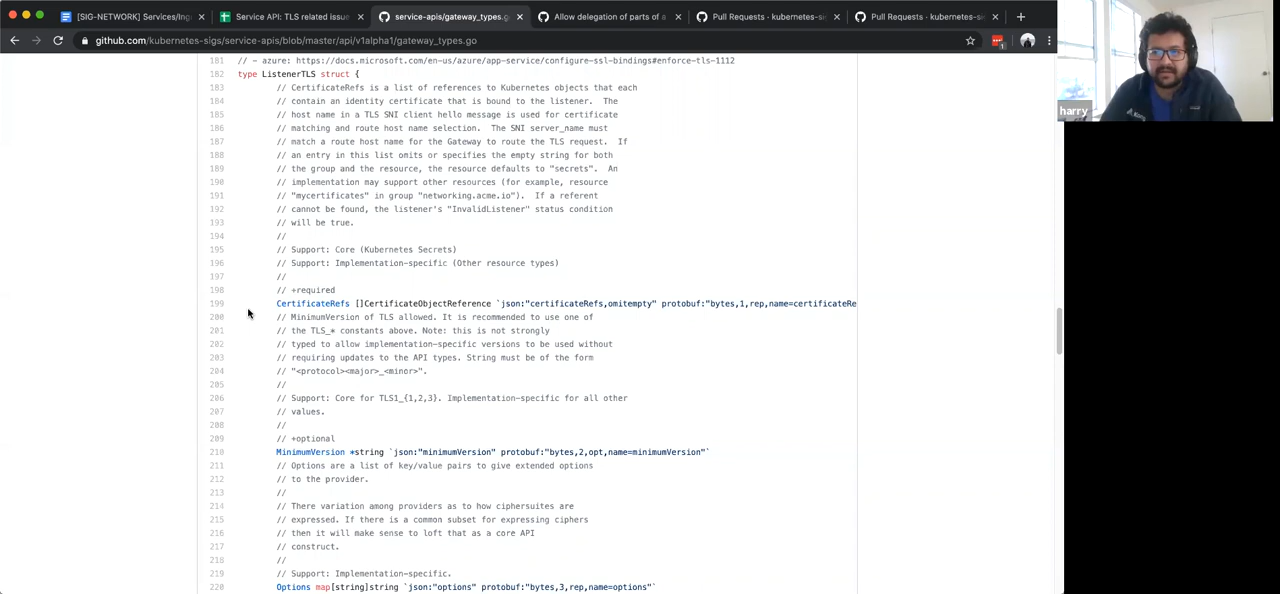 [SIG-NETWORK] Services/Ing
Service API: TLS related issue
service-apis/gateway_types.g
Allow delegation of parts of a
Pull Requests · kubernetes-si
Pull Requests · kubernetes-si
github.com/kubernetes-sigs/service-apis/blob/master/api/v1alpha1/gateway_types.go
181 // - azure: https://docs.microsoft.com/en-us/azure/app-service/configure-ssl-bindings#enforce-tls-1112
182 type ListenerTLS struct {
183 // CertificateRefs is a list of references to Kubernetes objects that each
184 // contain an identity certificate that is bound to the listener. The
185 // host name in a TLS SNI client hello message is used for certificate
186 // matching and route host name selection. The SNI server_name must
187 // match a route host name for the Gateway to route the TLS request. If
188 // an entry in this list omits or specifies the empty string for both
189 // the group and the resource, the resource defaults to "secrets". An
190 // implementation may support other resources (for example, resource
191 // "mycertificates" in group "networking.acme.io"). If a referent
192 // cannot be found, the listener's "InvalidListener" status condition
193 // will be true.
194 //
195 // Support: Core (Kubernetes Secrets)
196 // Support: Implementation-specific (Other resource types)
197 //
198 // +required
199 CertificateRefs []CertificateObjectReference `json:"certificateRefs,omitempty" protobuf:"bytes,1,rep,name=certificateRe
200 // MinimumVersion of TLS allowed. It is recommended to use one of
201 // the TLS_* constants above. Note: this is not strongly
202 // typed to allow implementation-specific versions to be used without
203 // requiring updates to the API types. String must be of the form
204 // "<protocol><major>_<minor>".
205 //
206 // Support: Core for TLS1_{1,2,3}. Implementation-specific for all other
207 // values.
208 //
209 // +optional
210 MinimumVersion *string `json:"minimumVersion" protobuf:"bytes,2,opt,name=minimumVersion"`
211 // Options are a list of key/value pairs to give extended options
212 // to the provider.
213 //
214 // There variation among providers as to how ciphersuites are
215 // expressed. If there is a common subset for expressing ciphers
216 // then it will make sense to loft that as a core API
217 // construct.
218 //
219 // Support: Implementation-specific.
220 Options map[string]string `json:"options" protobuf:"bytes,3,rep,name=options"`
harry